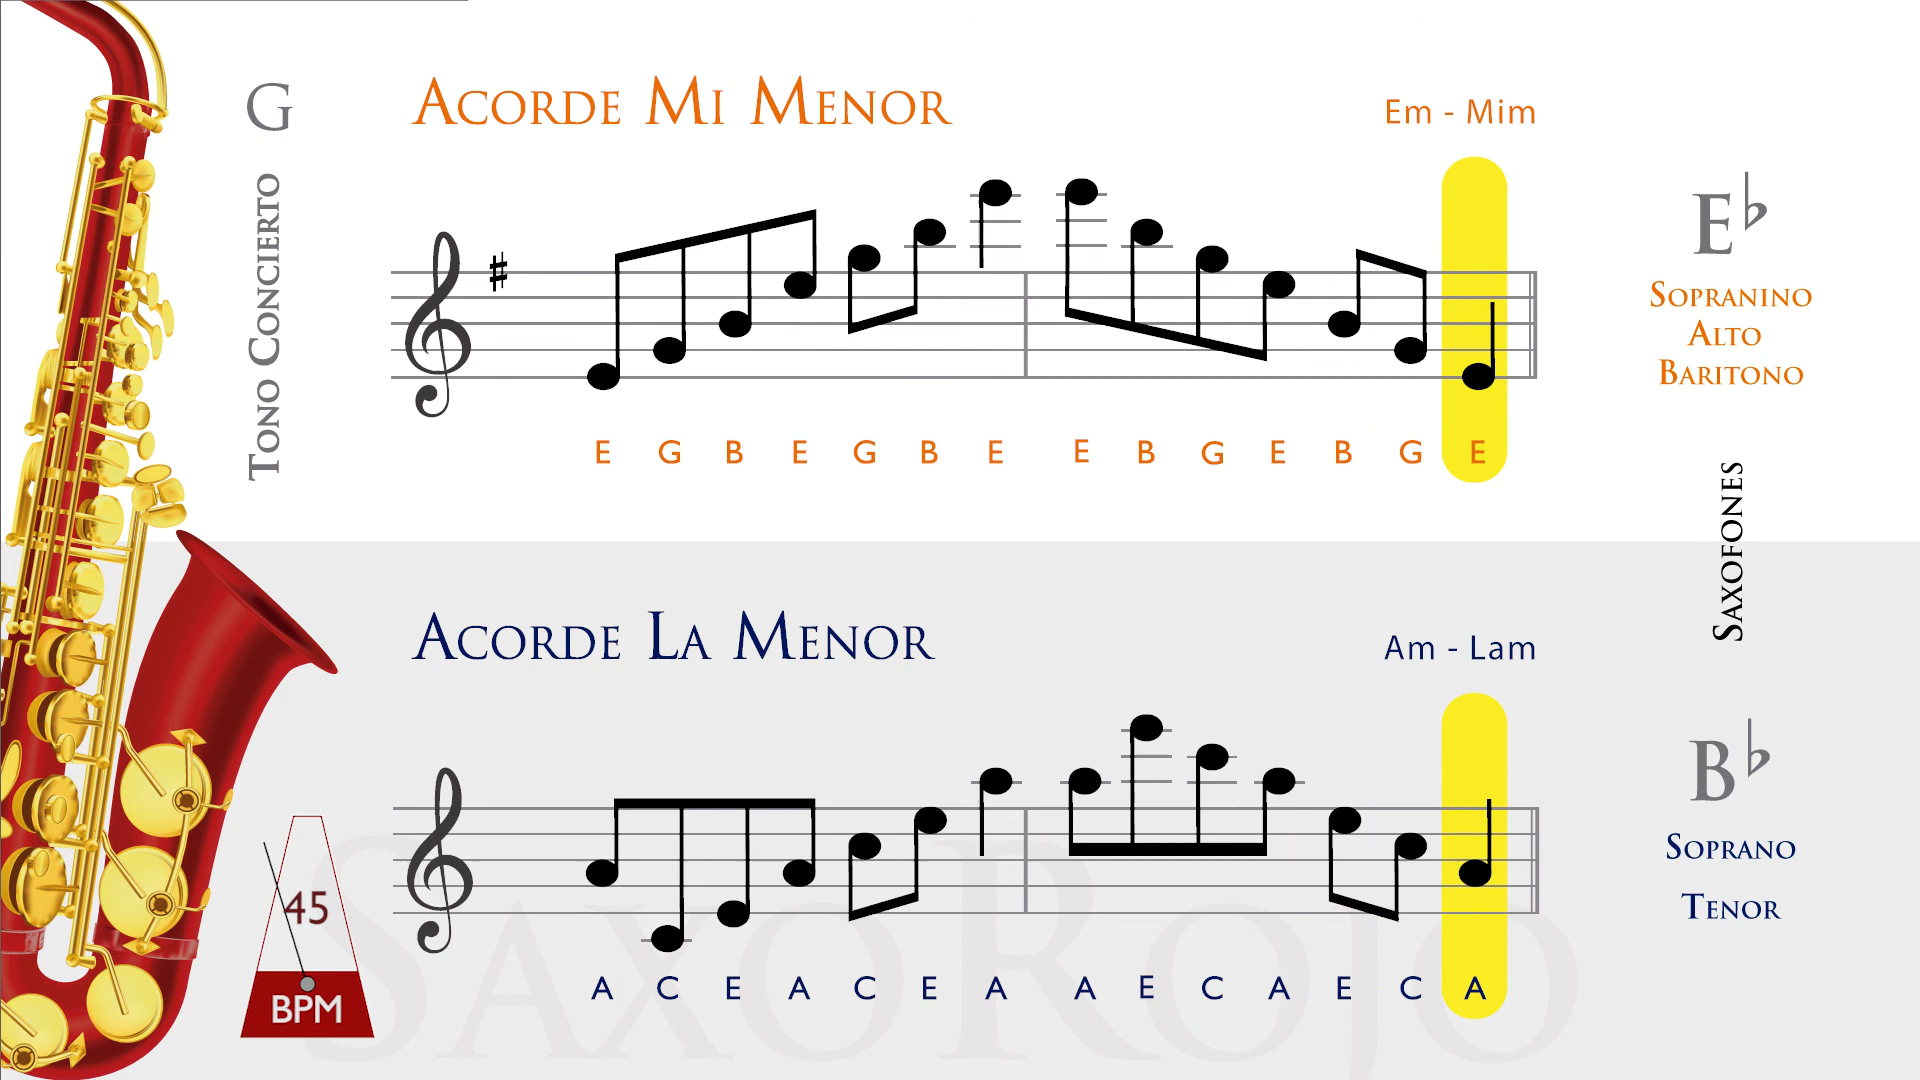 G
Tono Concierto
Acorde Mi Menor
Em - Mim
E G B E G B E E B G E B G E
E♭
Sopranino
Alto
Baritono
Saxofones
Acorde La Menor
Am - Lam
A C E A C E A A E C A E C A
B♭
Soprano
Tenor
45
BPM
SaxoRojo